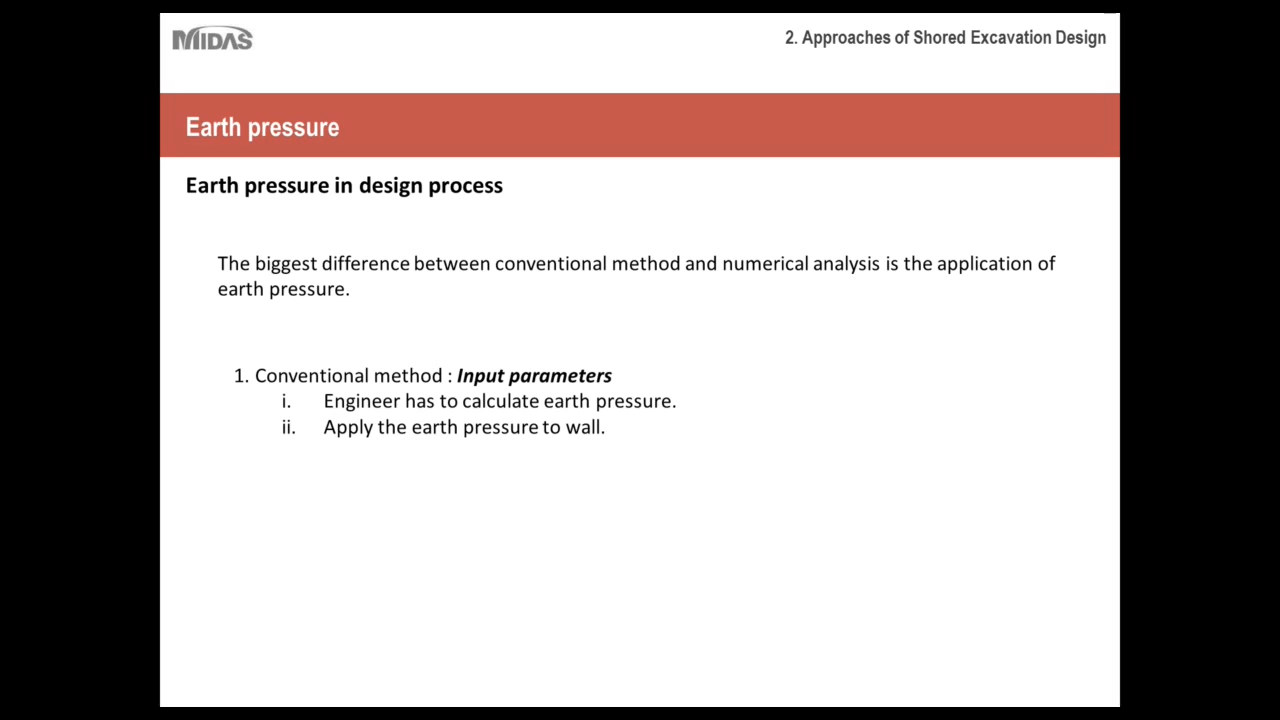 MIDAS
2. Approaches of Shored Excavation Design
Earth pressure
Earth pressure in design process
The biggest difference between conventional method and numerical analysis is the application of
earth pressure.
1. Conventional method : Input parameters
i. Engineer has to calculate earth pressure.
ii. Apply the earth pressure to wall.